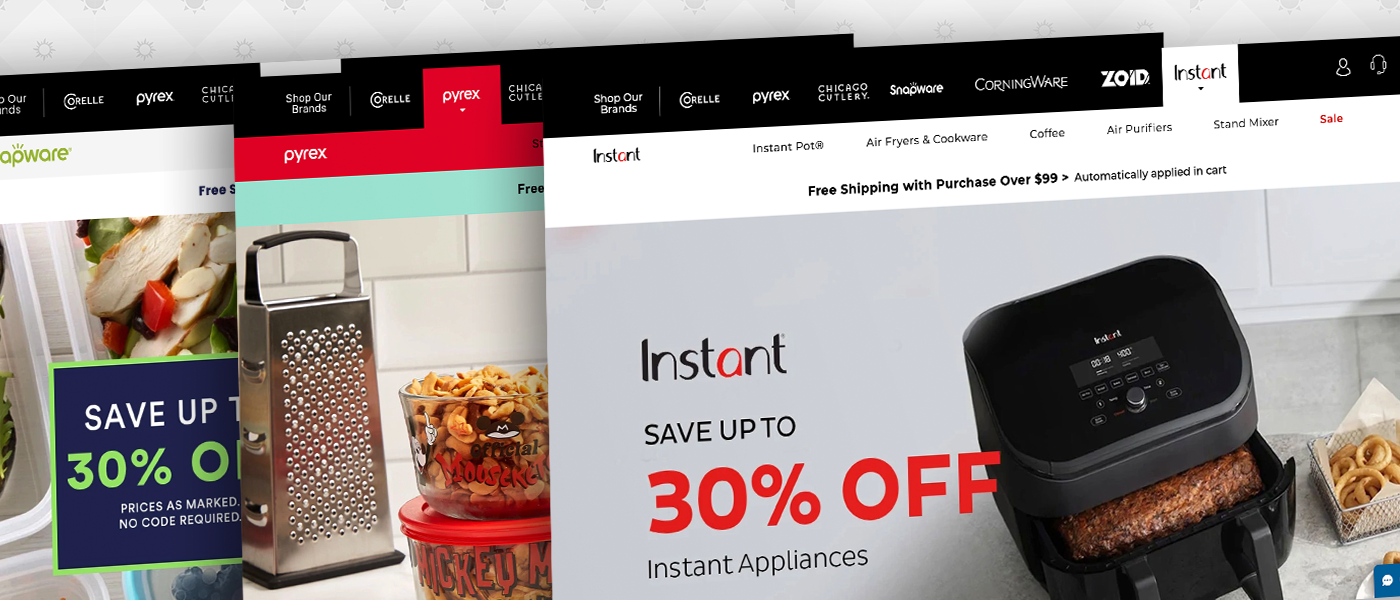 Shop Our
Brands
CORELLE
pyrex
CHICAGO
CUTLERY
Snapware
CORNINGWARE
ZOID
Instant
Instant
Instant Pot®
Air Fryers & Cookware
Coffee
Air Purifiers
Stand Mixer
Sale
Free Shipping with Purchase Over $99 >
Automatically applied in cart
Instant
SAVE UP TO
30% OFF
Instant Appliances
00:18 400°
Instant
Shop Our
Brands
CORELLE
pyrex
CHICA
CUTLE
pyrex
Free
Official
MOUSEKE
MICKEY M
p Our
ands
CORELLE
pyrex
CHICA
CUTL
apware®
Free S
SAVE UP T
30% O
PRICES AS MARKED.
NO CODE REQUIRED.